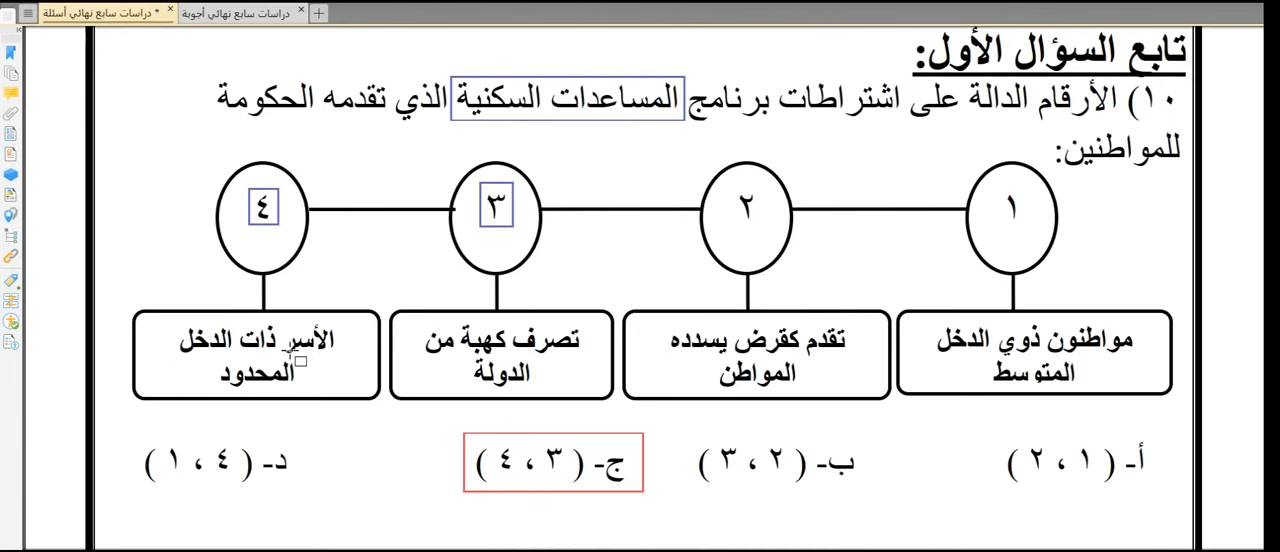 * دراسات سابع نهائي أسئلة
دراسات سابع نهائي أجوبة
تابع السؤال الأول:
١٠) الأرقام الدالة على اشتراطات برنامج المساعدات السكنية الذي تقدمه الحكومة
للمواطنين:
١
٢
٣
٤
مواطنون ذوي الدخل
المتوسط
تقدم كقرض يسدده
المواطن
تصرف كهبة من
الدولة
الأسر ذات الدخل
المحدود
أ- ( ١ ، ٢ )
ب- ( ٢ ، ٣ )
ج- ( ٣ ، ٤ )
د- ( ٤ ، ١ )